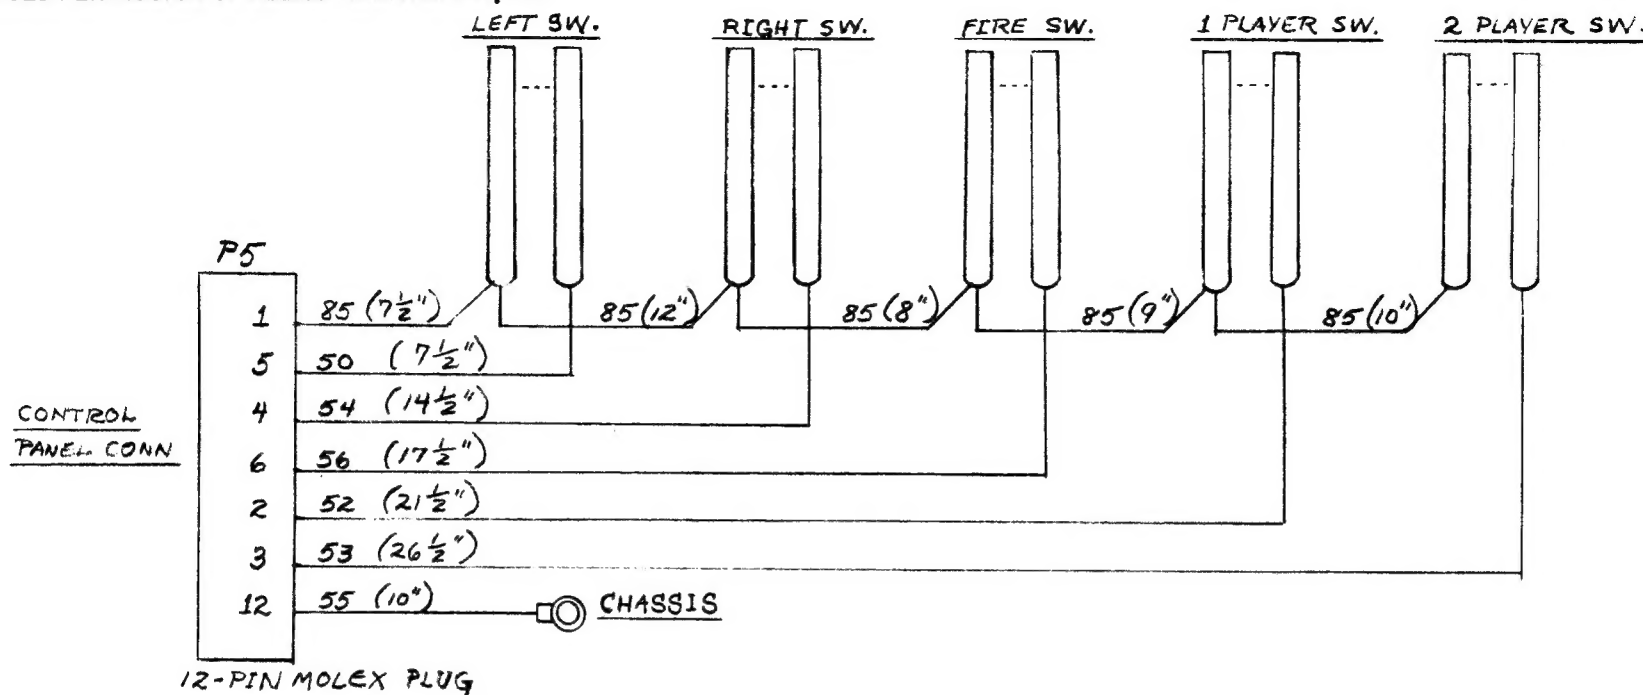 LEFT SW. RIGHT SW. FIRE SW. 1 PLAYER SW. 2 PLAYER SW.
P5
1 85 (7½") 85 (12") 85 (8") 85 (9") 85 (10")
5 50 (7½")
4 54 (14½")
CONTROL
PANEL CONN
6 56 (17½")
2 52 (21½")
3 53 (26½")
12 55 (10") CHASSIS
12-PIN MOLEX PLUG